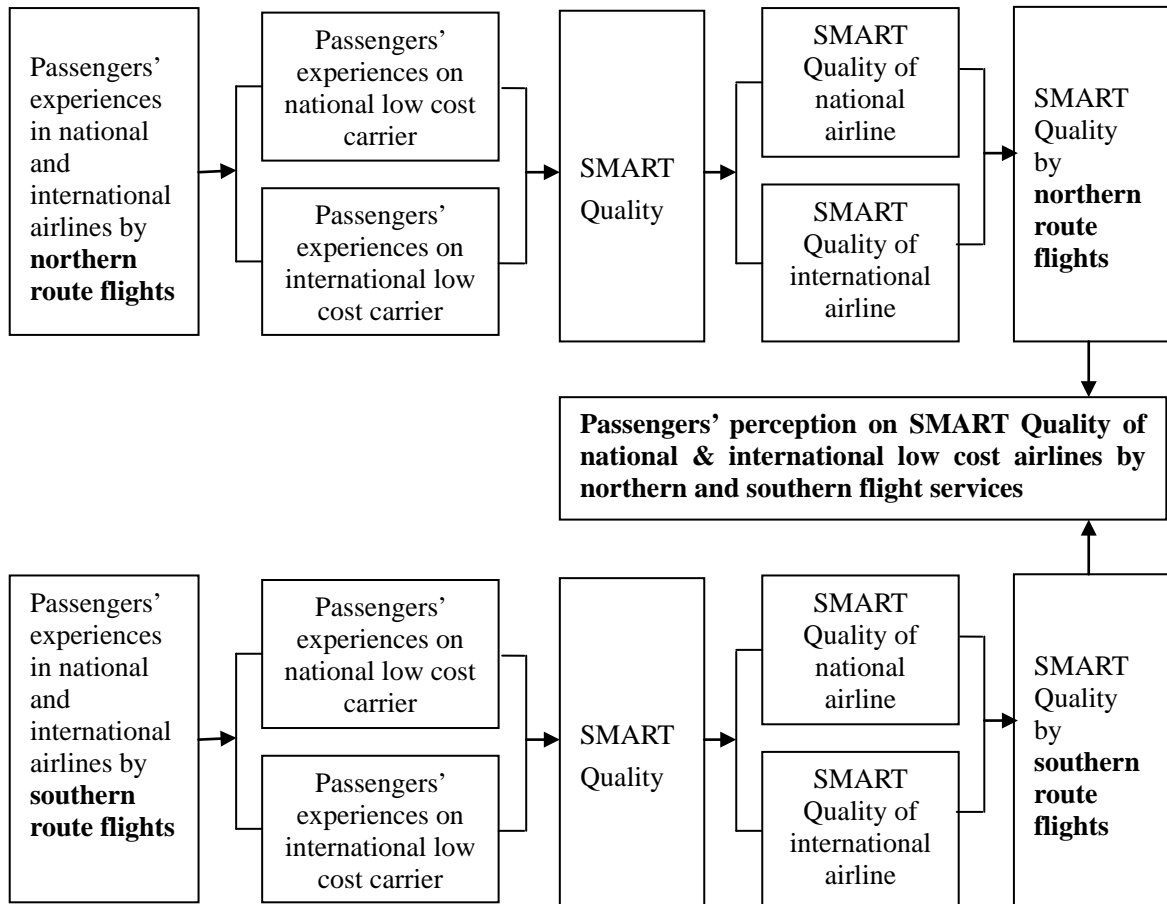 Passengers’
experiences
in national
and
international
airlines by
northern
route flights
Passengers’
experiences on
national low cost
carrier
Passengers’
experiences on
international low
cost carrier
SMART
Quality
SMART
Quality of
national
airline
SMART
Quality of
international
airline
SMART
Quality
by
northern
route
flights
Passengers’ perception on SMART Quality of
national & international low cost airlines by
northern and southern flight services
Passengers’
experiences
in national
and
international
airlines by
southern
route flights
Passengers’
experiences on
national low cost
carrier
Passengers’
experiences on
international low
cost carrier
SMART
Quality
SMART
Quality of
national
airline
SMART
Quality of
international
airline
SMART
Quality
by
southern
route
flights